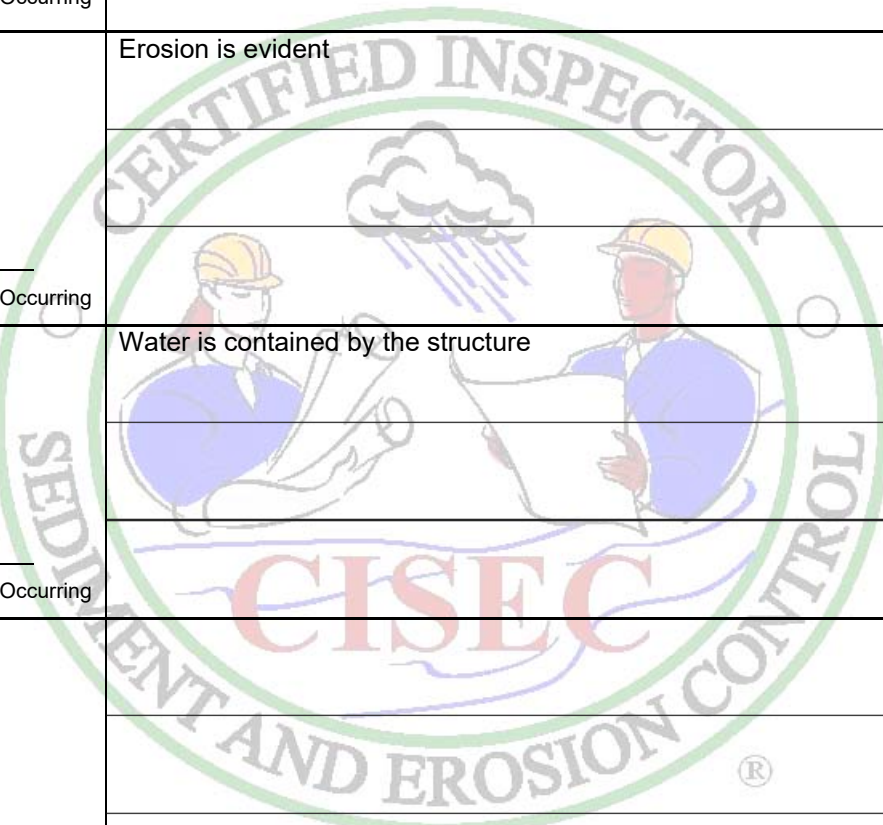 Occurring
Erosion is evident
Occurring
Water is contained by the structure
Occurring
CERTIFIED INSPECTOR
SEDIMENT AND EROSION CONTROL
CISEC
®